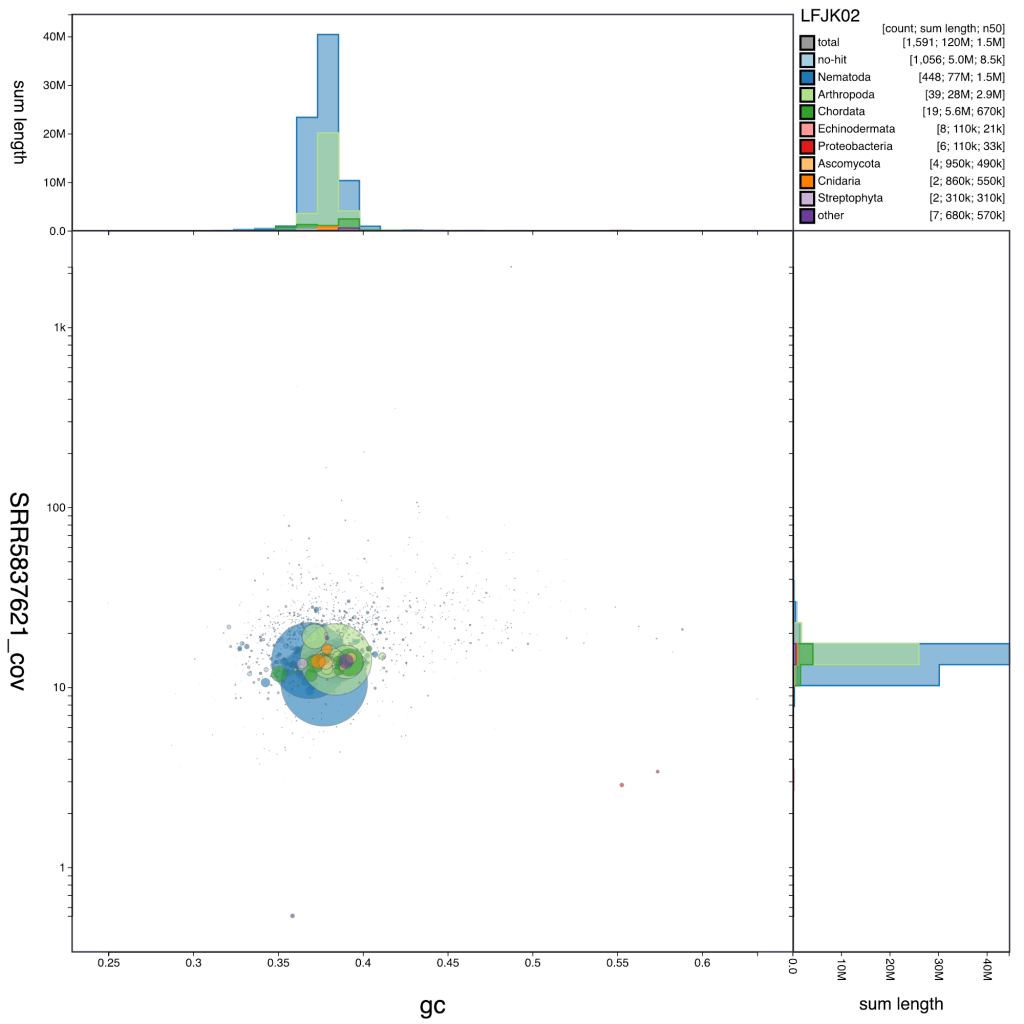 LFJK02
[count; sum length; n50]
total [1,591; 120M; 1.5M]
no-hit [1,056; 5.0M; 8.5k]
Nematoda [448; 77M; 1.5M]
Arthropoda [39; 28M; 2.9M]
Chordata [19; 5.6M; 670k]
Echinodermata [8; 110k; 21k]
Proteobacteria [6; 110k; 33k]
Ascomycota [4; 950k; 490k]
Cnidaria [2; 860k; 550k]
Streptophyta [2; 310k; 310k]
other [7; 680k; 570k]
sum length
40M
30M
20M
10M
0.0
SRR5837621_cov
1k
100
10
1
0.25 0.3 0.35 0.4 0.45 0.5 0.55 0.6
gc
0.0 10M 20M 30M 40M
sum length